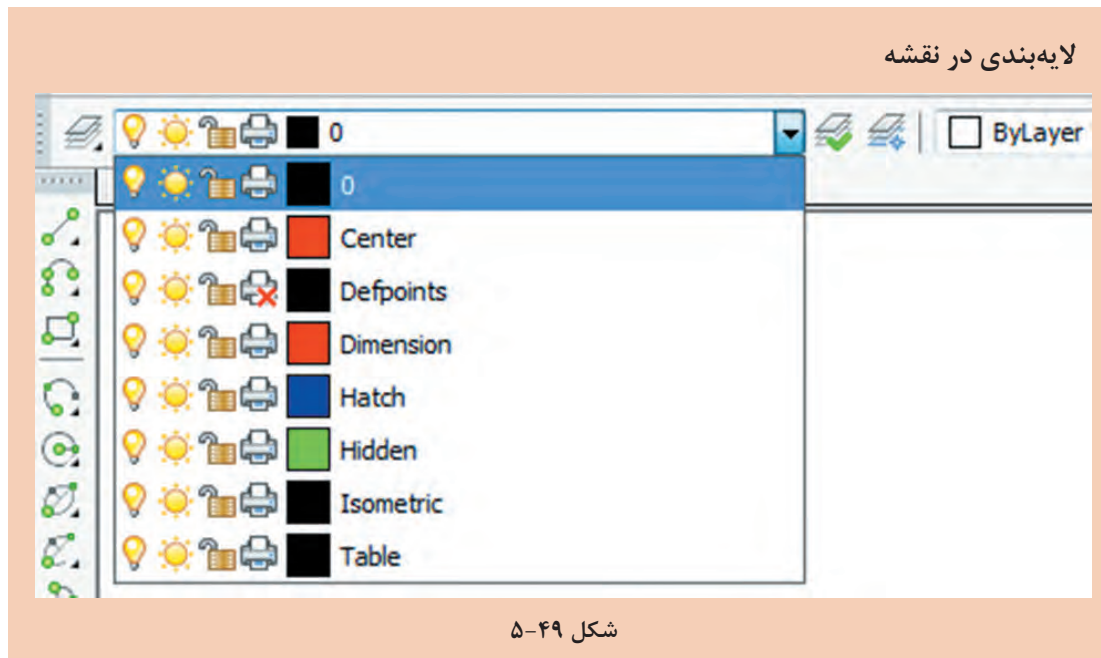 لایه‌بندی در نقشه
0
ByLayer
0
Center
Defpoints
Dimension
Hatch
Hidden
Isometric
Table
شکل ۴۹-۵